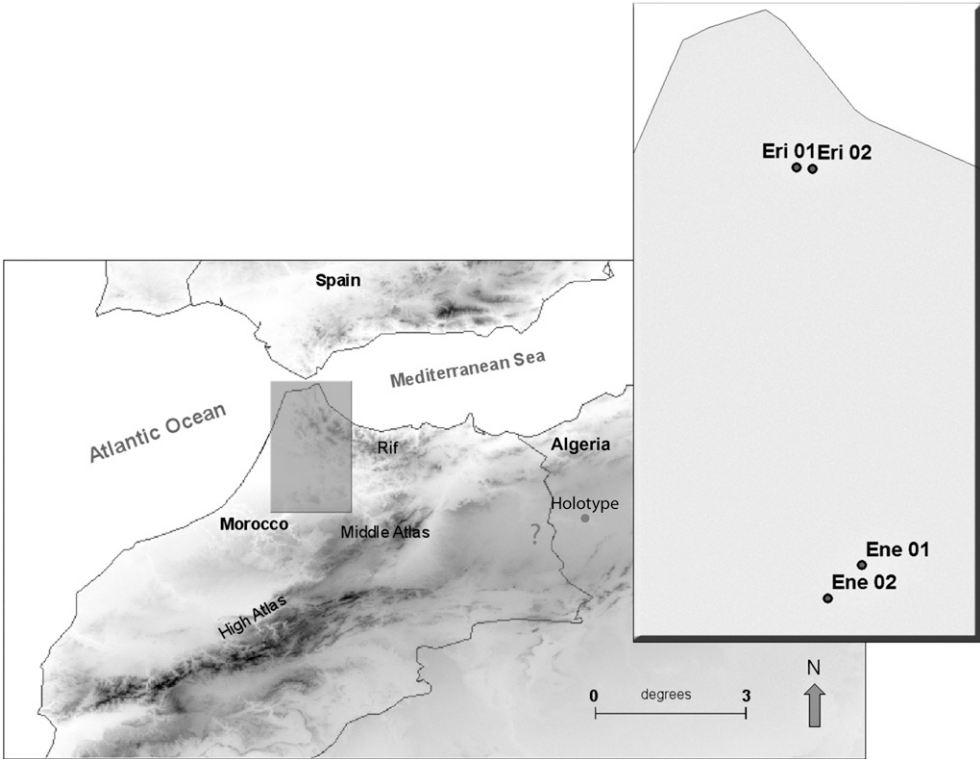 Eri 01 Eri 02
Spain
Mediterranean Sea
Atlantic Ocean
Rif
Algeria
Holotype
Morocco
Middle Atlas
?
Ene 01
Ene 02
High Atlas
N
0 degrees 3